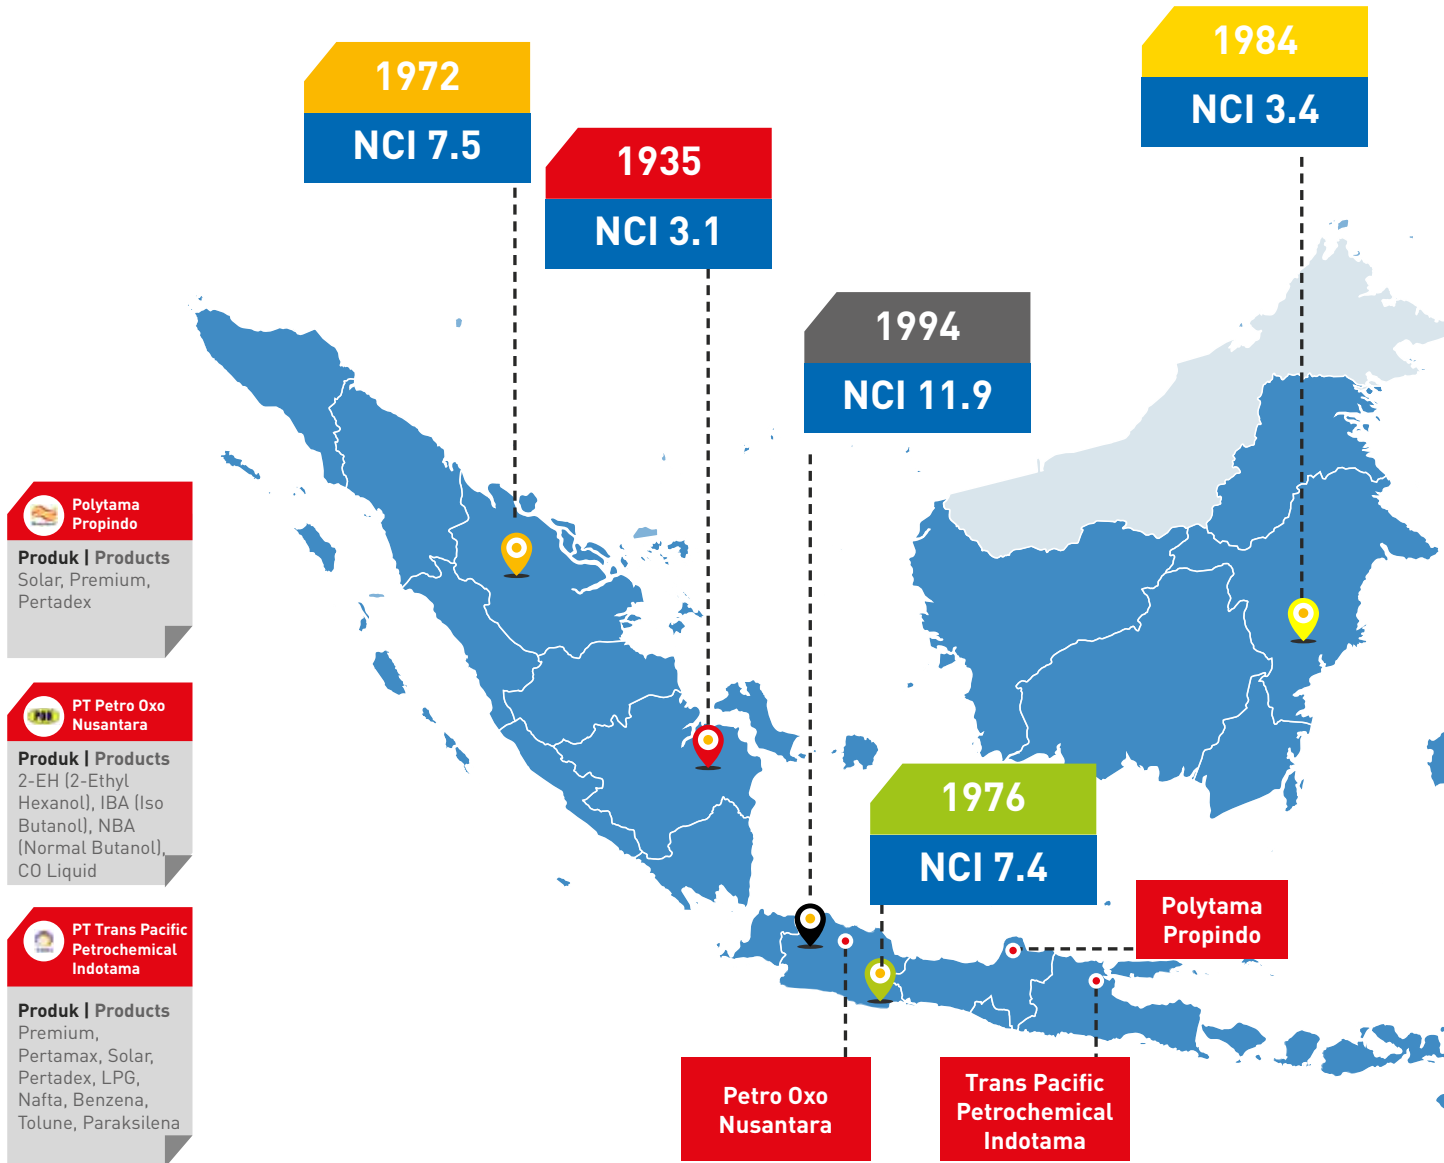 1972
NCI 7.5
1935
NCI 3.1
1984
NCI 3.4
1994
NCI 11.9
Polytama
Propindo
Produk | Products
Solar, Premium,
Pertadex
PT Petro Oxo
Nusantara
Produk | Products
2-EH (2-Ethyl
Hexanol), IBA (Iso
Butanol), NBA
(Normal Butanol),
CO Liquid
PT Trans Pacific
Petrochemical
Indotama
Produk | Products
Premium,
Pertamax, Solar,
Pertadex, LPG,
Nafta, Benzena,
Tolune, Paraksilena
1976
NCI 7.4
Polytama
Propindo
Petro Oxo
Nusantara
Trans Pacific
Petrochemical
Indotama